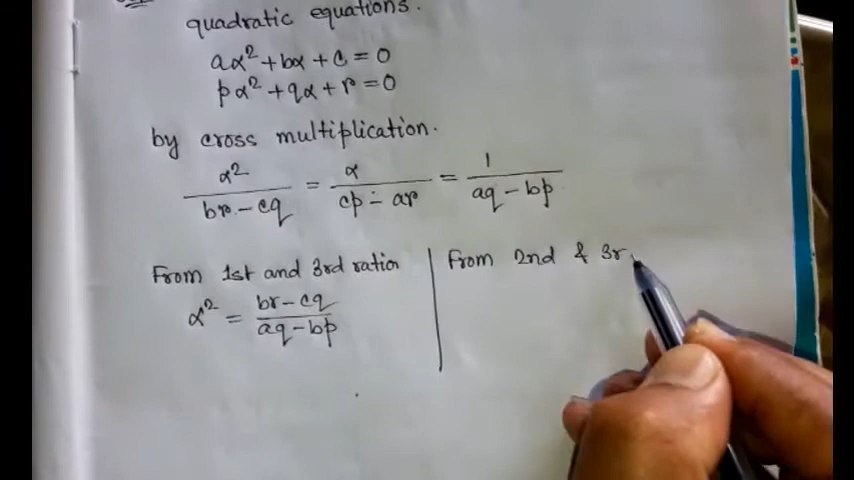 quadratic equations.
aα² + bα + c = 0
pα² + qα + r = 0
by cross multiplication.
α² / br - cq = α / cp - ar = 1 / aq - bp
From 1st and 3rd ration
α² = br - cq / aq - bp
From 2nd & 3r